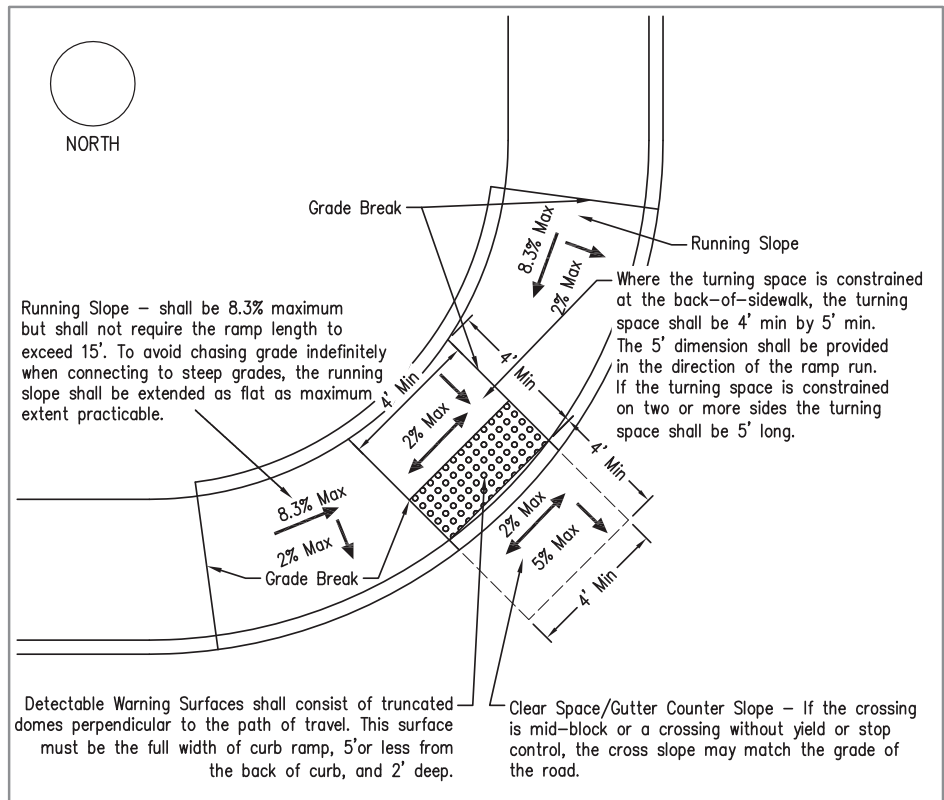 NORTH
Grade Break
8.3% Max
2% Max
Running Slope
Where the turning space is constrained
at the back-of-sidewalk, the turning
space shall be 4' min by 5' min.
The 5' dimension shall be provided
in the direction of the ramp run.
If the turning space is constrained
on two or more sides the turning
space shall be 5' long.
Running Slope - shall be 8.3% maximum
but shall not require the ramp length to
exceed 15'. To avoid chasing grade indefinitely
when connecting to steep grades, the running
slope shall be extended as flat as maximum
extent practicable.
4' Min
4' Min
2% Max
4' Min
2% Max
5% Max
4' Min
8.3% Max
2% Max
Grade Break
Detectable Warning Surfaces shall consist of truncated
domes perpendicular to the path of travel. This surface
must be the full width of curb ramp, 5'or less from
the back of curb, and 2' deep.
Clear Space/Gutter Counter Slope - If the crossing
is mid-block or a crossing without yield or stop
control, the cross slope may match the grade of
the road.